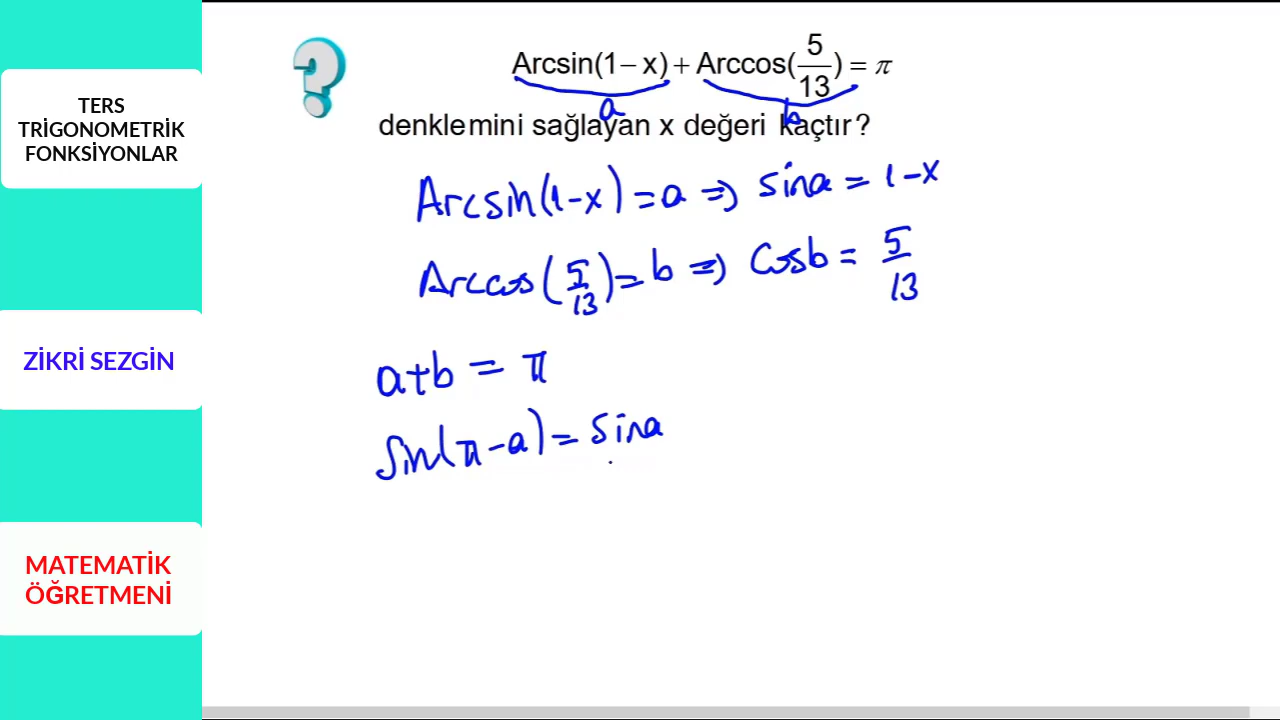 TERS
TRİGONOMETRİK
FONKSİYONLAR
ZİKRİ SEZGİN
MATEMATİK
ÖĞRETMENİ
Arcsin(1− x) + Arccos(5/13) = π
a b
denklemini sağlayan x değeri kaçtır?
Arcsin(1-x) = a ⇒ sina = 1-x
Arccos(5/13) = b ⇒ Cosb = 5/13
a+b = π
sin(π-a) = sina